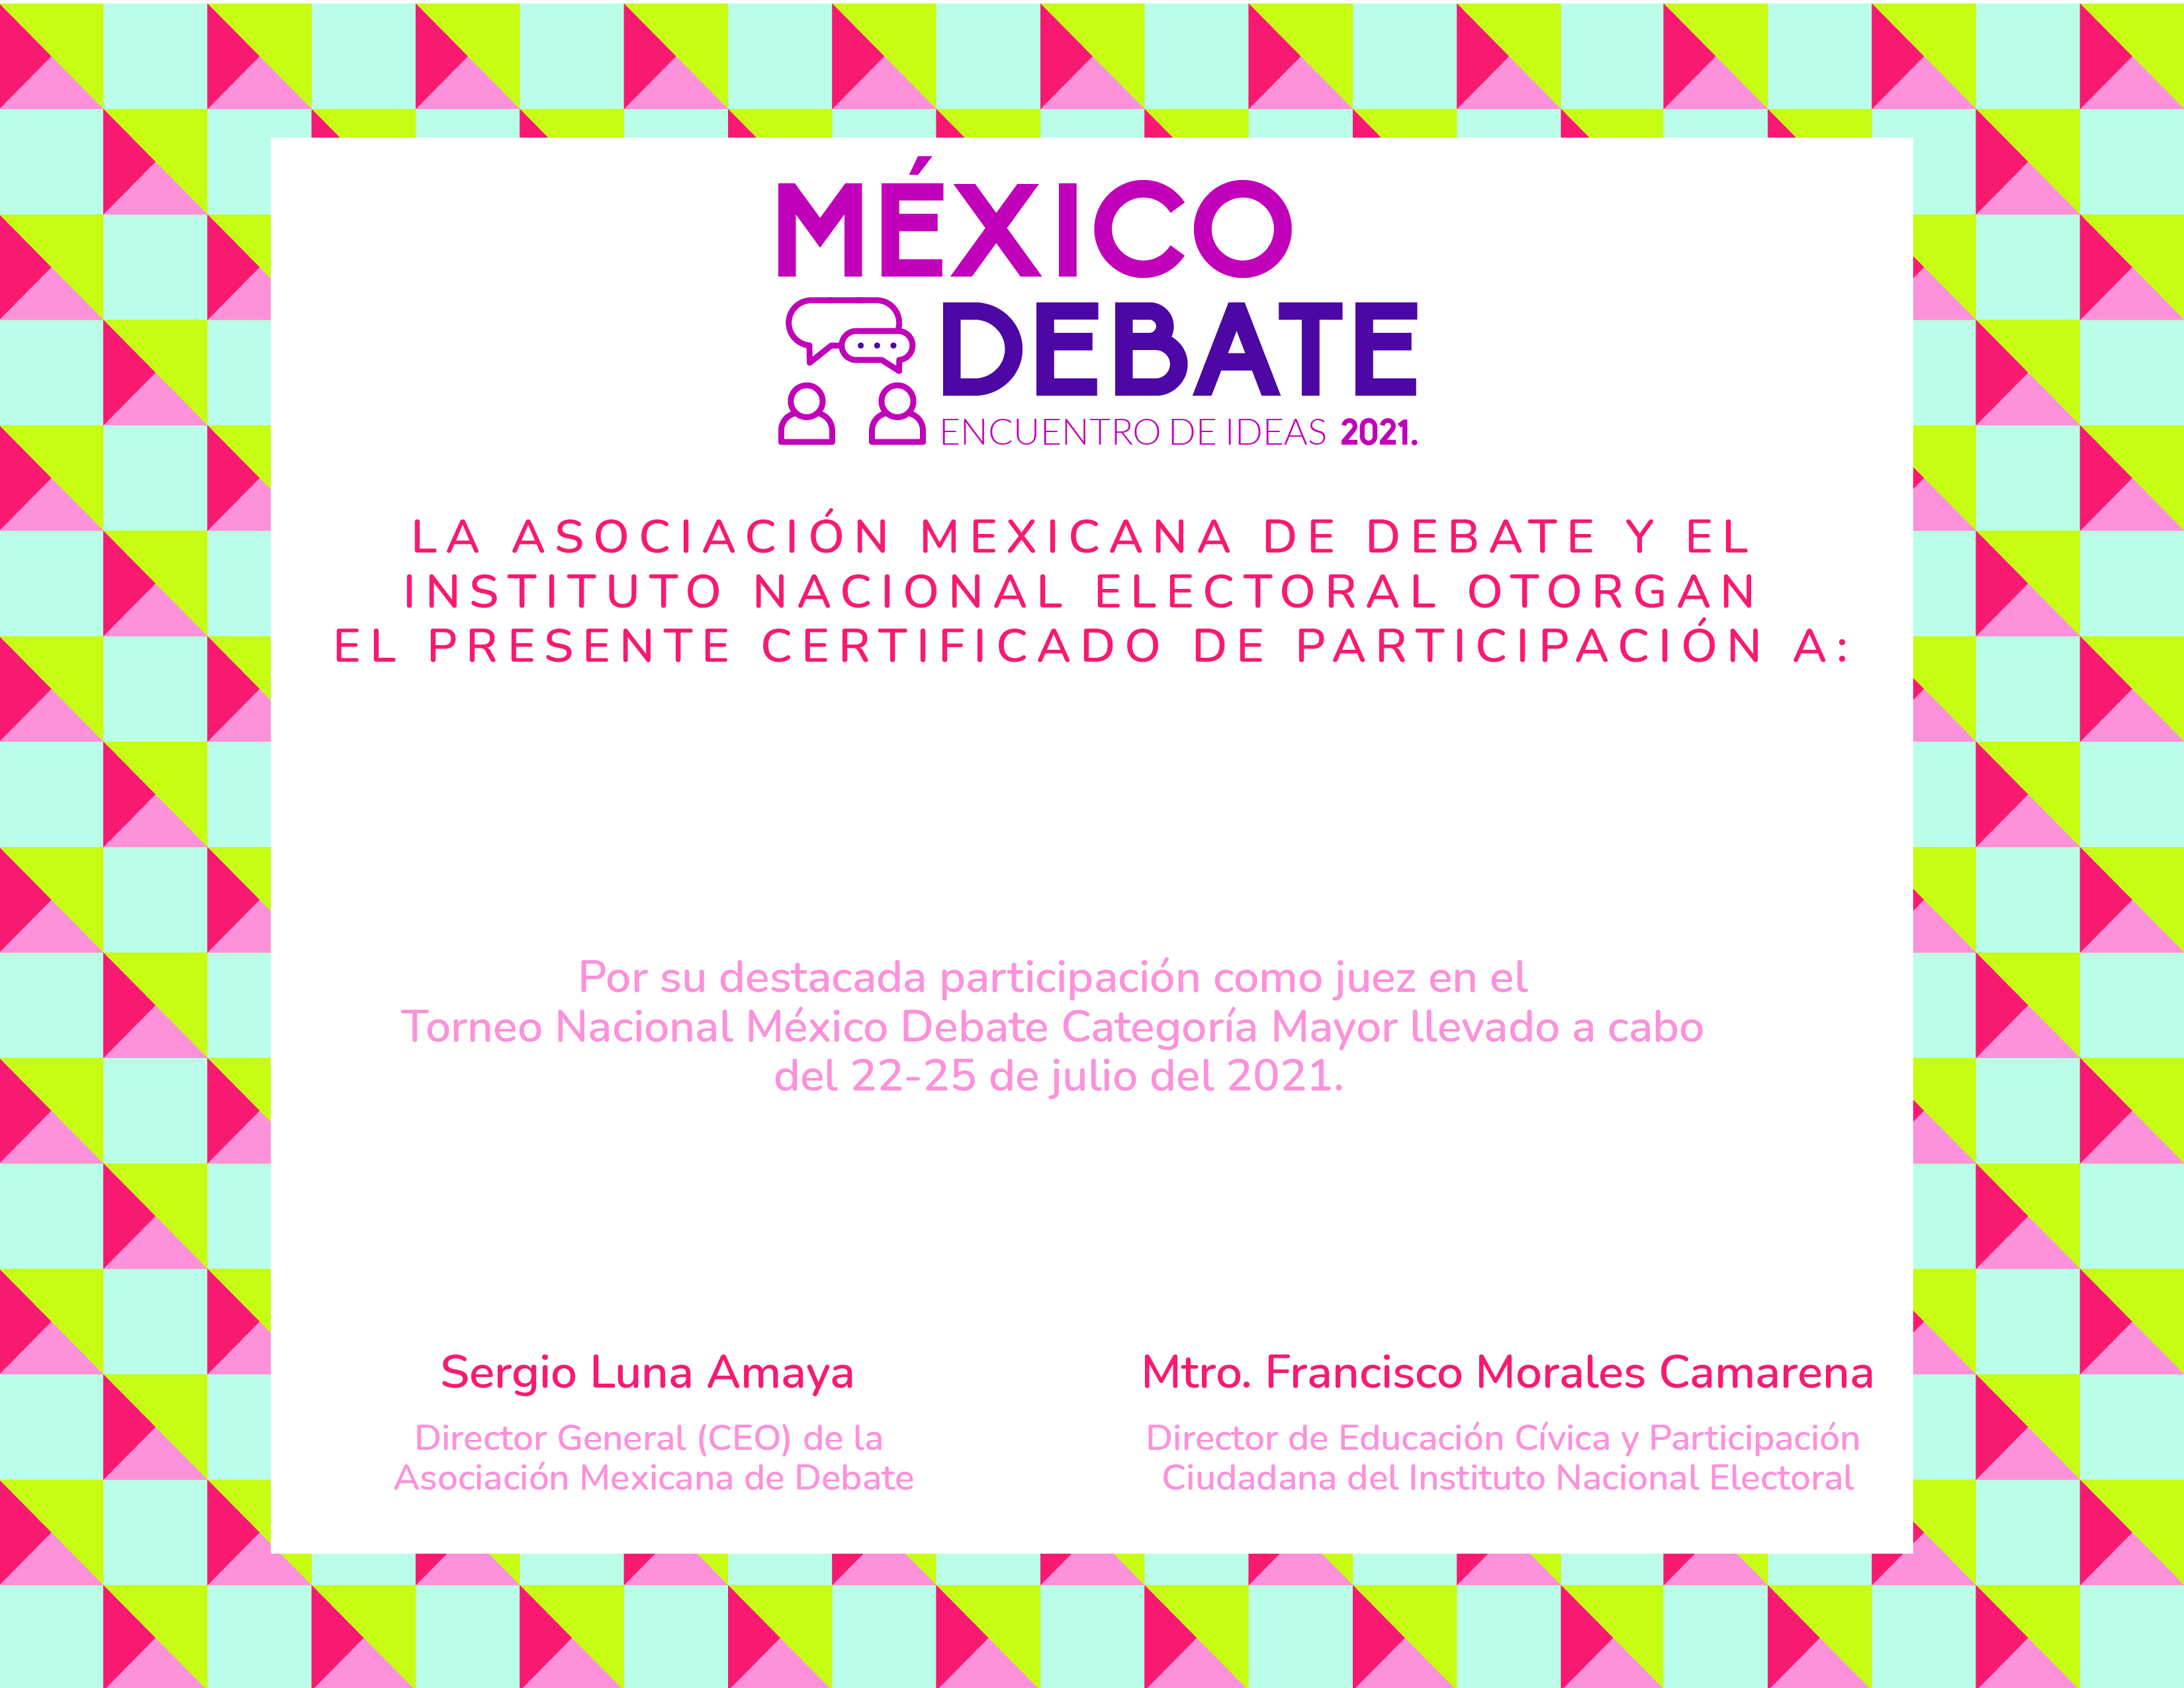 MÉXICO
DEBATE
ENCUENTRO DE IDEAS 2021.
LA ASOCIACIÓN MEXICANA DE DEBATE Y EL
INSTITUTO NACIONAL ELECTORAL OTORGAN
EL PRESENTE CERTIFICADO DE PARTICIPACIÓN A:
Por su destacada participación como juez en el
Torneo Nacional México Debate Categoría Mayor llevado a cabo
del 22-25 de julio del 2021.
Sergio Luna Amaya
Director General (CEO) de la
Asociación Mexicana de Debate
Mtro. Francisco Morales Camarena
Director de Educación Cívica y Participación
Ciudadana del Instituto Nacional Electoral